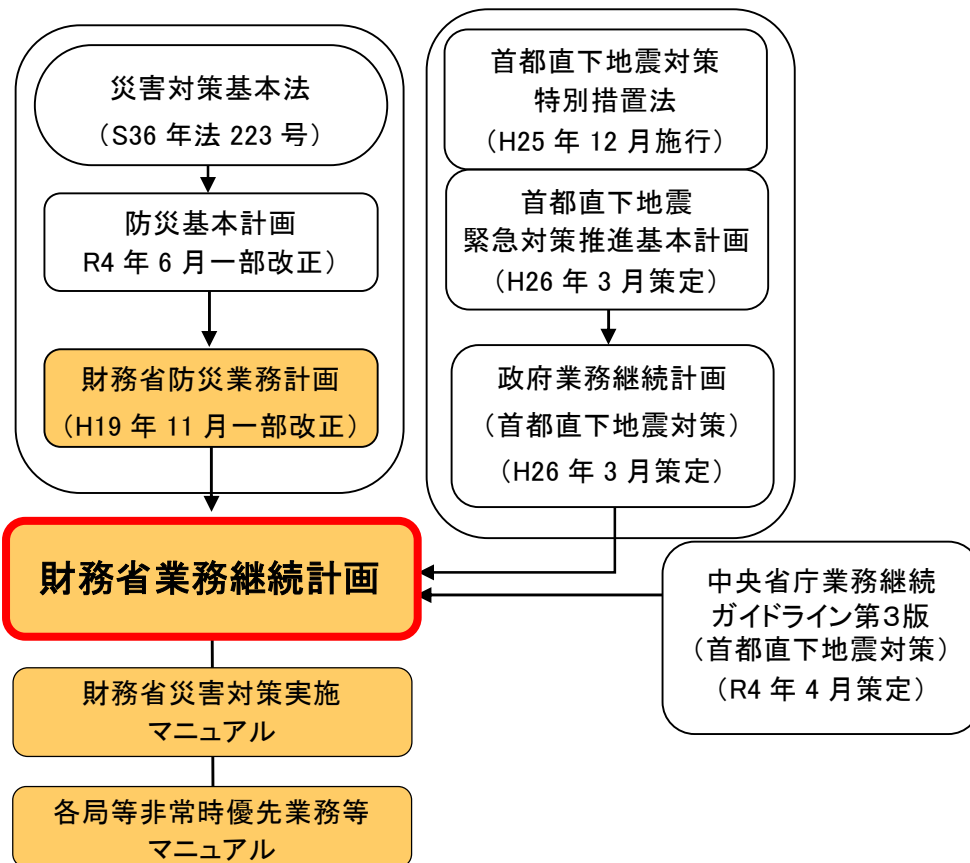 災害対策基本法
（S36 年法 223 号）
防災基本計画
R4 年 6 月一部改正）
財務省防災業務計画
（H19 年 11 月一部改正）
首都直下地震対策
特別措置法
（H25 年 12 月施行）
首都直下地震
緊急対策推進基本計画
（H26 年 3 月策定）
政府業務継続計画
（首都直下地震対策）
（H26 年 3 月策定）
財務省業務継続計画
中央省庁業務継続
ガイドライン第３版
（首都直下地震対策）
（R4 年 4 月策定）
財務省災害対策実施
マニュアル
各局等非常時優先業務等
マニュアル